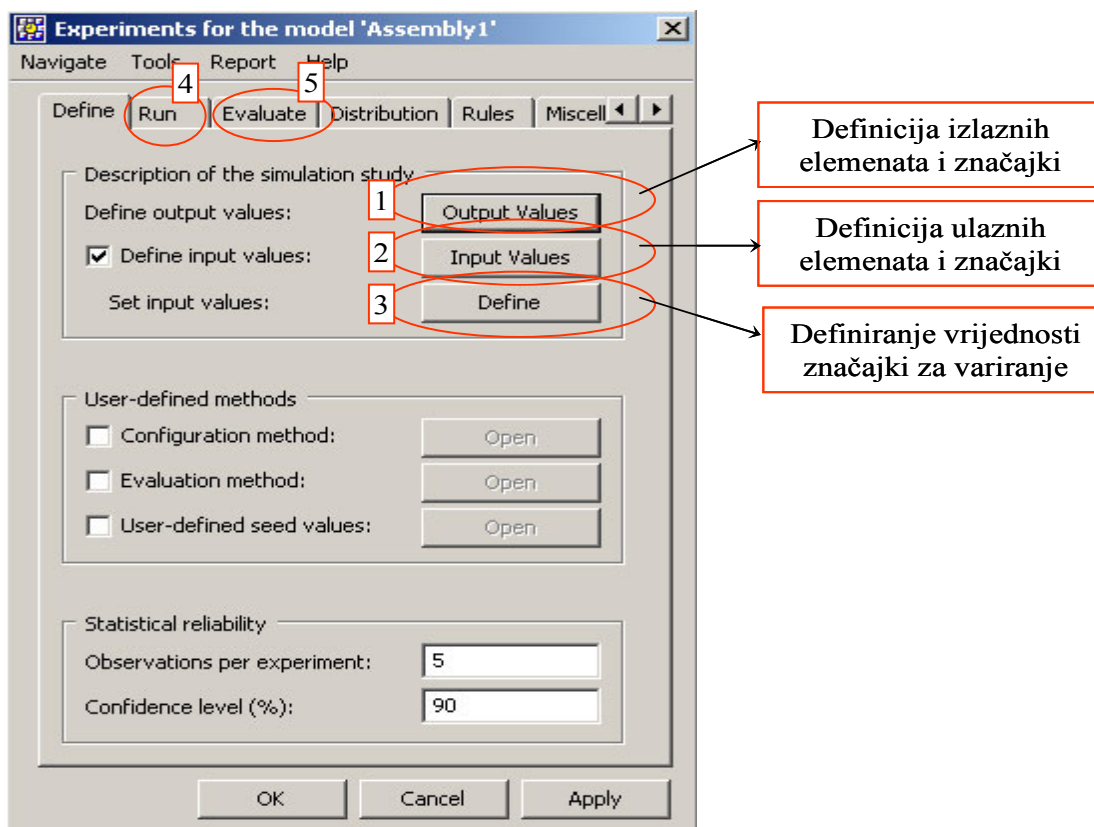 Experiments for the model 'Assembly1'
Navigate Tools Report Help
4 5
Define Run Evaluate Distribution Rules Miscell
Description of the simulation study
Define output values: 1 Output Values
Define input values: 2 Input Values
Set input values: 3 Define
User-defined methods
Configuration method: Open
Evaluation method: Open
User-defined seed values: Open
Statistical reliability
Observations per experiment: 5
Confidence level (%): 90
OK Cancel Apply
Definicija izlaznih
elemenata i značajki
Definicija ulaznih
elemenata i značajki
Definiranje vrijednosti
značajki za variranje